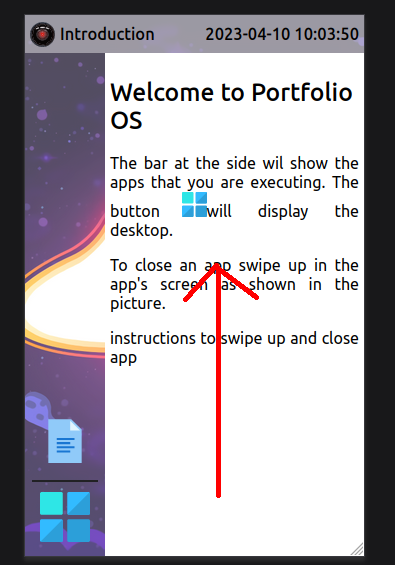 Introduction 2023-04-10 10:03:50
Welcome to Portfolio
OS
The bar at the side wil show the
apps that you are executing. The
button will display the
desktop.
To close an app swipe up in the
app's screen as shown in the
picture.
instructions to swipe up and close
app